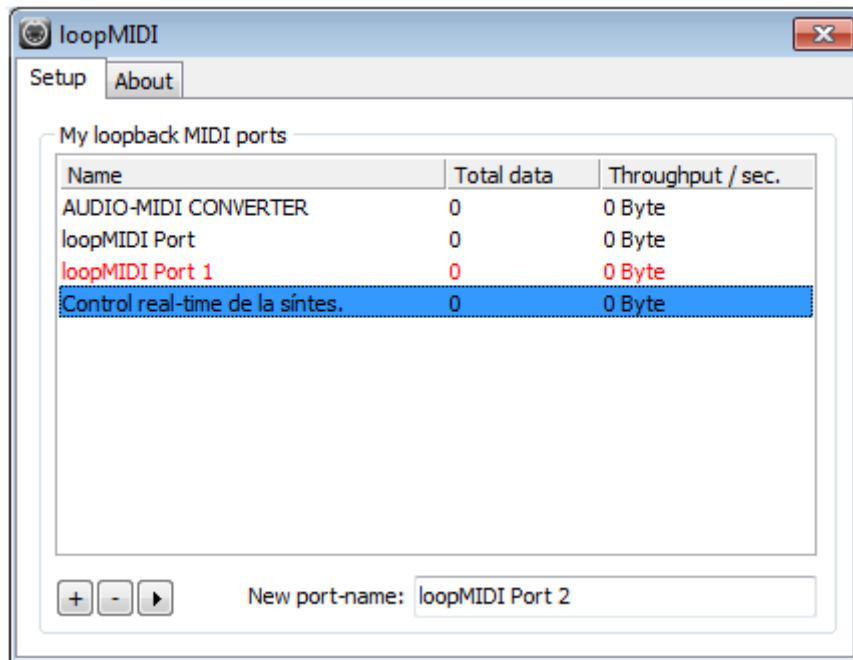 loopMIDI
Setup About
My loopback MIDI ports
Name Total data Throughput / sec.
AUDIO-MIDI CONVERTER 0 0 Byte
loopMIDI Port 0 0 Byte
loopMIDI Port 1 0 0 Byte
Control real-time de la síntes. 0 0 Byte
+ - New port-name: loopMIDI Port 2